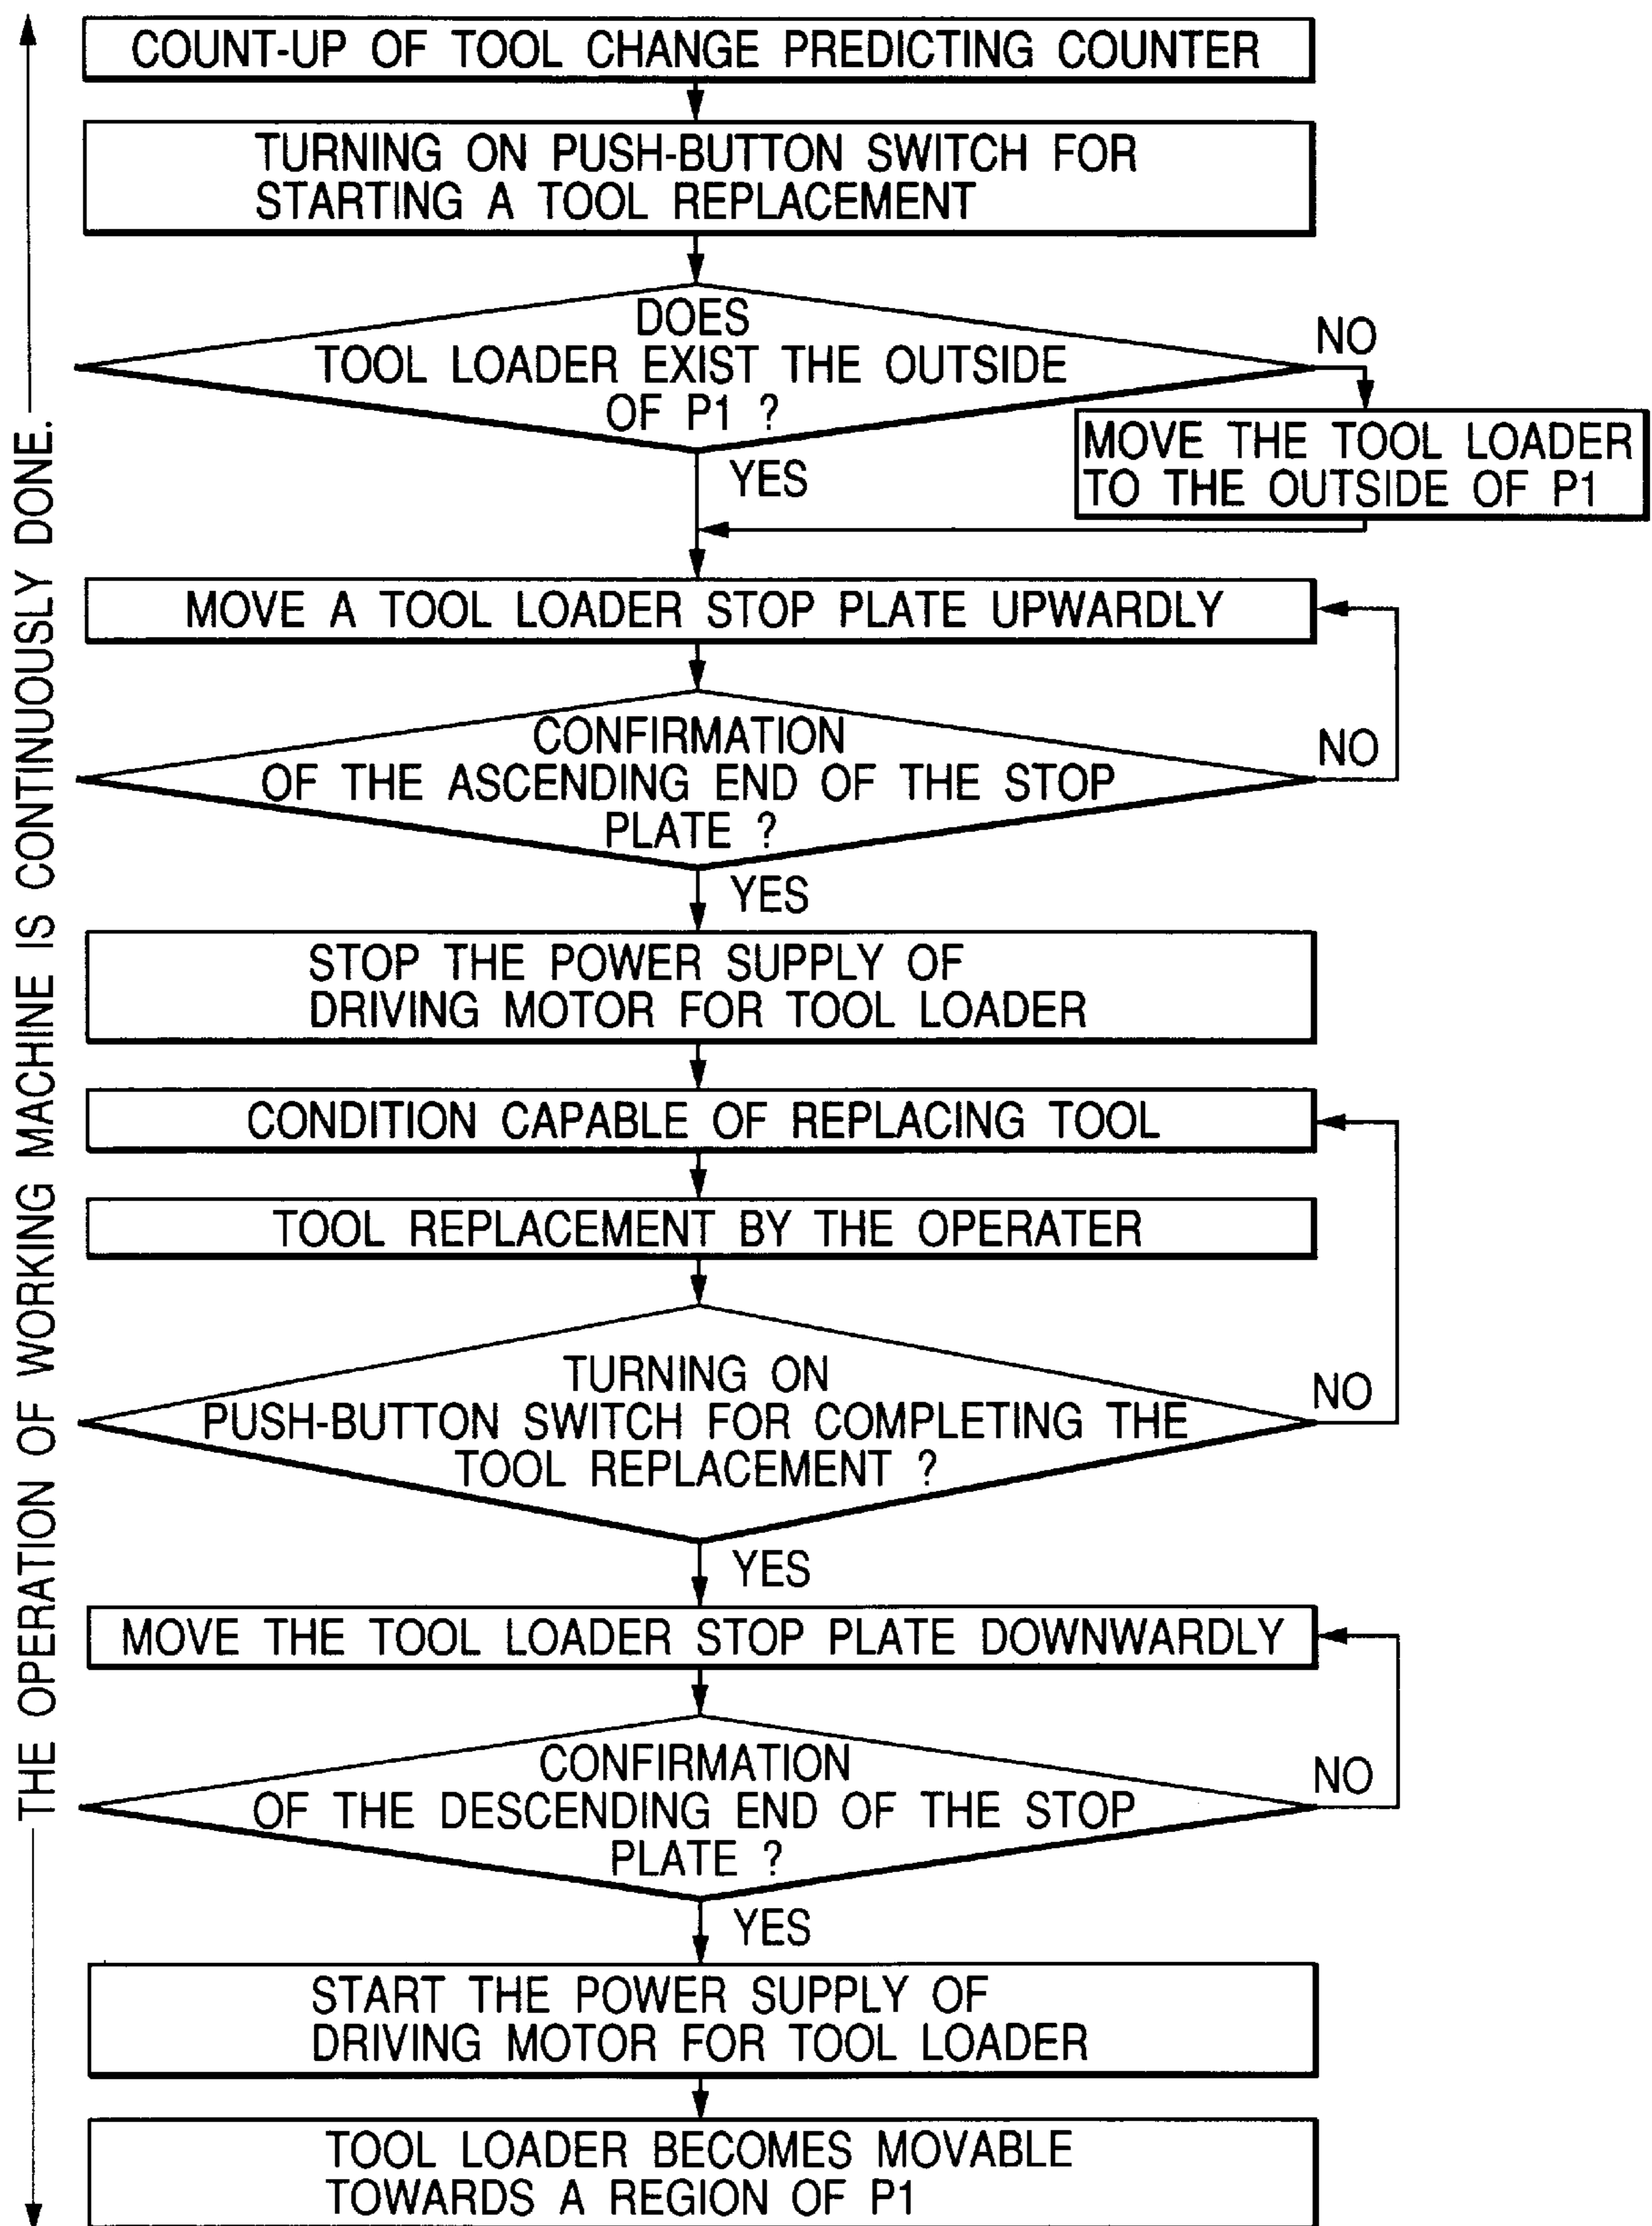 COUNT-UP OF TOOL CHANGE PREDICTING COUNTER
TURNING ON PUSH-BUTTON SWITCH FOR
STARTING A TOOL REPLACEMENT
DOES
TOOL LOADER EXIST THE OUTSIDE
OF P1 ?
NO
MOVE THE TOOL LOADER
TO THE OUTSIDE OF P1
YES
MOVE A TOOL LOADER STOP PLATE UPWARDLY
CONFIRMATION
OF THE ASCENDING END OF THE STOP
PLATE ?
NO
YES
STOP THE POWER SUPPLY OF
DRIVING MOTOR FOR TOOL LOADER
CONDITION CAPABLE OF REPLACING TOOL
TOOL REPLACEMENT BY THE OPERATER
TURNING ON
PUSH-BUTTON SWITCH FOR COMPLETING THE
TOOL REPLACEMENT ?
NO
YES
MOVE THE TOOL LOADER STOP PLATE DOWNWARDLY
CONFIRMATION
OF THE DESCENDING END OF THE STOP
PLATE ?
NO
YES
START THE POWER SUPPLY OF
DRIVING MOTOR FOR TOOL LOADER
TOOL LOADER BECOMES MOVABLE
TOWARDS A REGION OF P1
THE OPERATION OF WORKING MACHINE IS CONTINUOUSLY DONE.